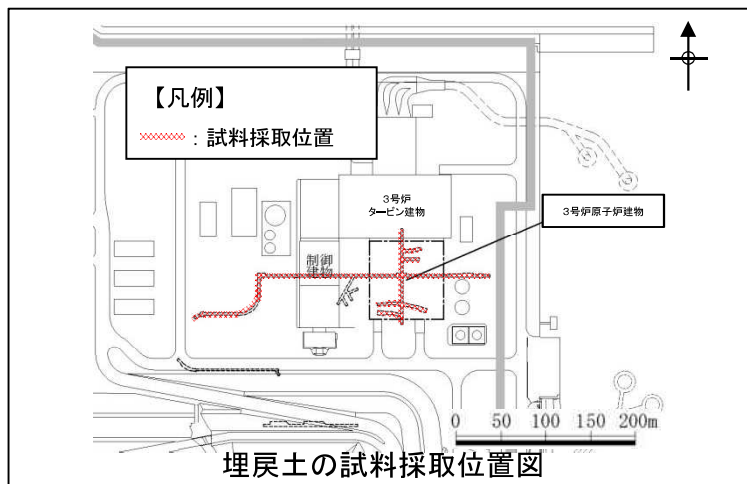 【凡例】
：試料採取位置
3号炉
タービン建物
3号炉原子炉建物
制御
建物
0 50 100 150 200m
埋戻土の試料採取位置図